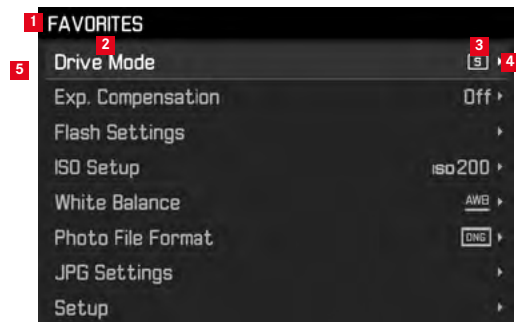 1 FAVORITES
2
3
5 Drive Mode S 4
Exp. Compensation Off
Flash Settings
ISO Setup ISO200
White Balance AWB
Photo File Format DNG
JPG Settings
Setup